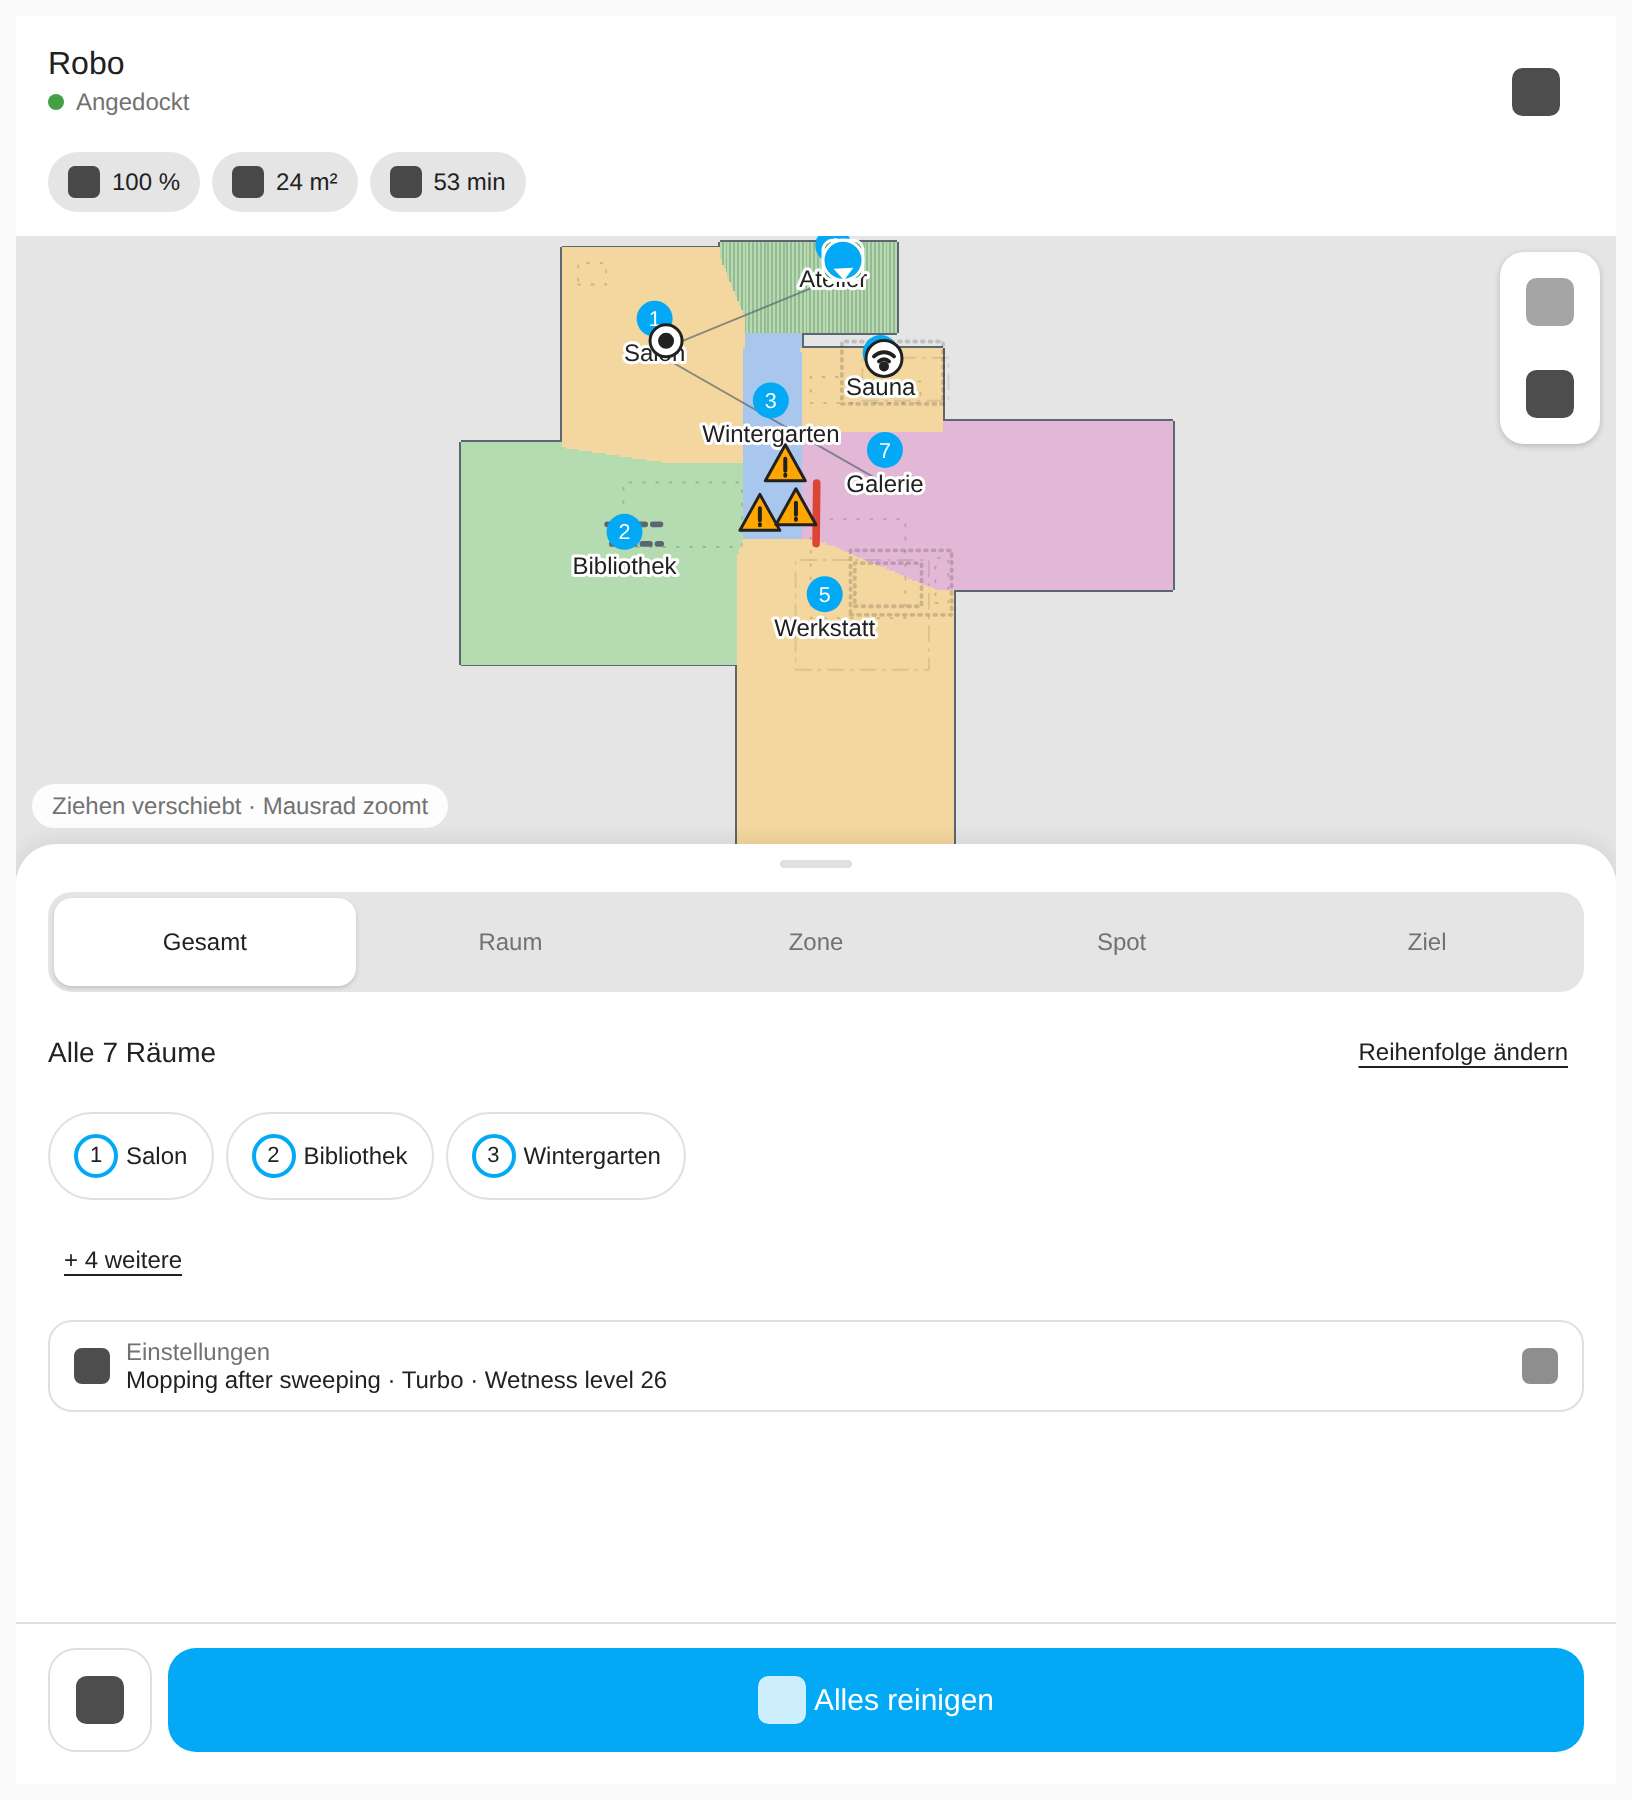 Robo
Angedockt
100 %
24 m²
53 min
1
Salon
3
Wintergarten
Sauna
7
Galerie
2
Bibliothek
5
Werkstatt
Ziehen verschiebt · Mausrad zoomt
Gesamt
Raum
Zone
Spot
Ziel
Alle 7 Räume
Reihenfolge ändern
1 Salon
2 Bibliothek
3 Wintergarten
+ 4 weitere
Einstellungen
Mopping after sweeping · Turbo · Wetness level 26
Alles reinigen